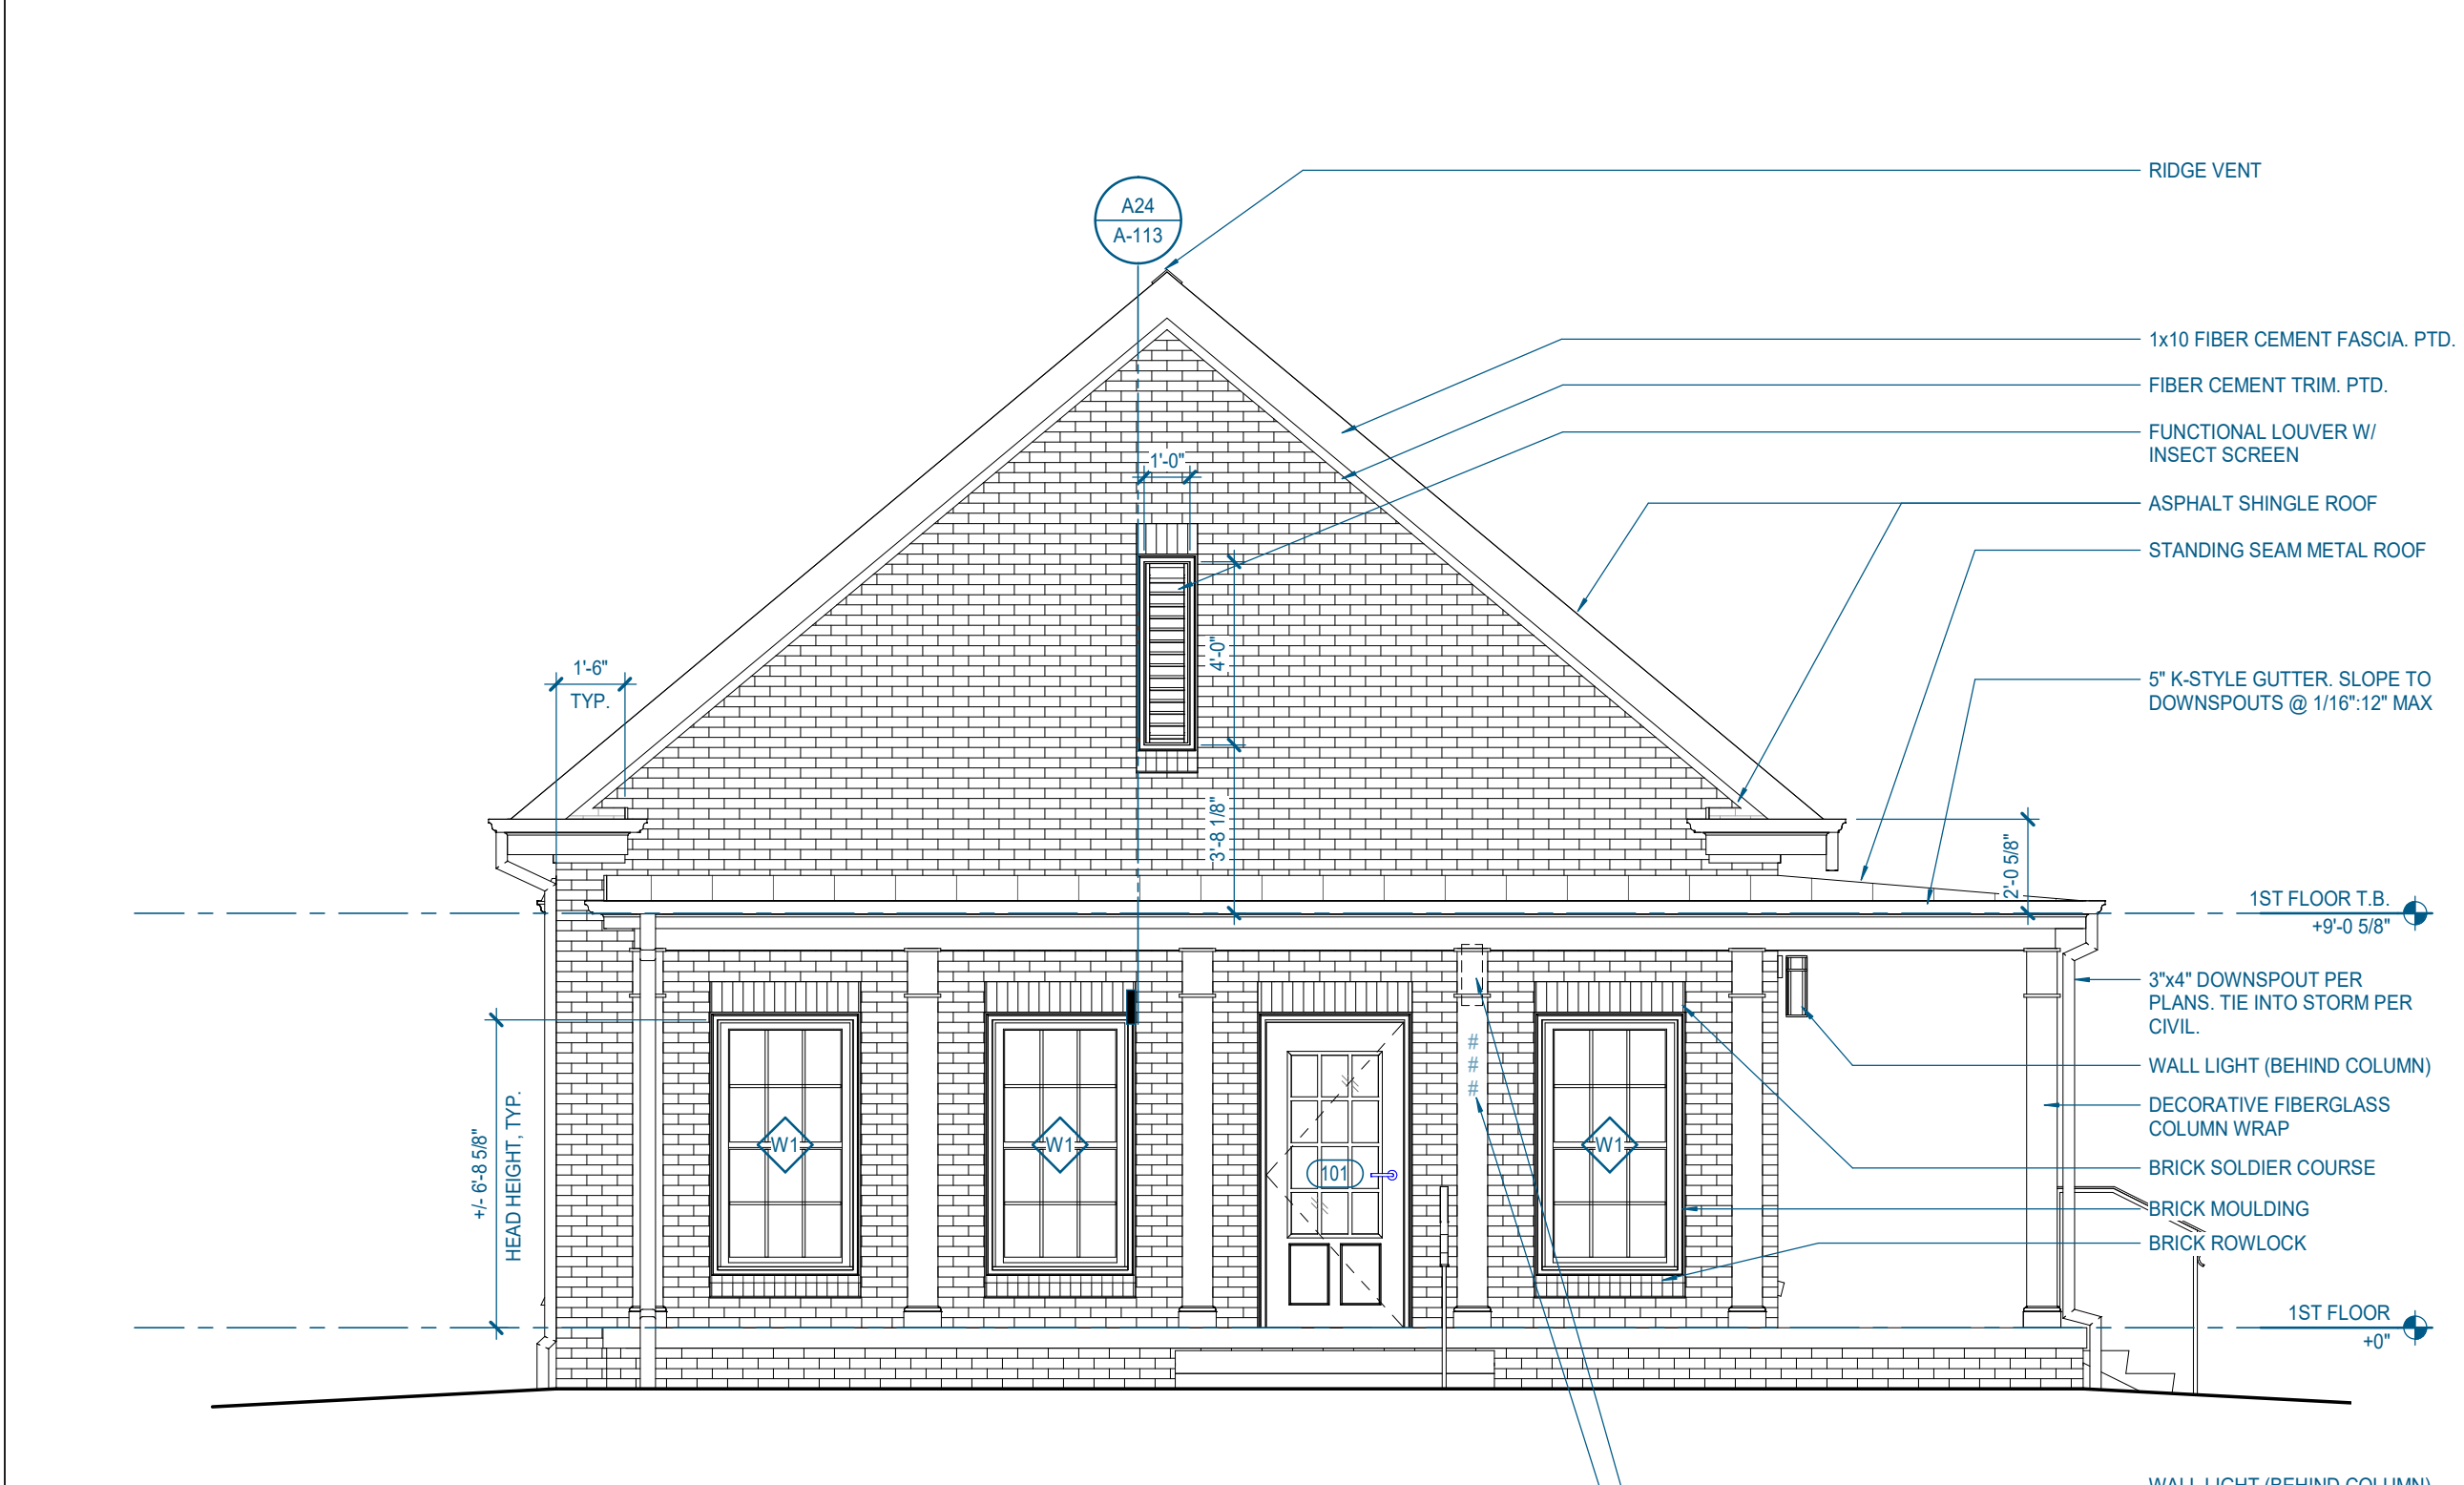 RIDGE VENT
A24
A-113
1x10 FIBER CEMENT FASCIA. PTD.
FIBER CEMENT TRIM. PTD.
FUNCTIONAL LOUVER W/
INSECT SCREEN
1'-0"
ASPHALT SHINGLE ROOF
STANDING SEAM METAL ROOF
4'-0"
1'-6"
TYP.
5" K-STYLE GUTTER. SLOPE TO
DOWNSPOUTS @ 1/16":12" MAX
3'-8 1/8"
2'-0 5/8"
1ST FLOOR T.B.
+9'-0 5/8"
3"x4" DOWNSPOUT PER
PLANS. TIE INTO STORM PER
CIVIL.
#
#
#
WALL LIGHT (BEHIND COLUMN)
DECORATIVE FIBERGLASS
COLUMN WRAP
+/- 6'-8 5/8"
HEAD HEIGHT, TYP.
W1
W1
W1
101
BRICK SOLDIER COURSE
BRICK MOULDING
BRICK ROWLOCK
1ST FLOOR
+0"
WALL LIGHT (BEHIND COLUMN)